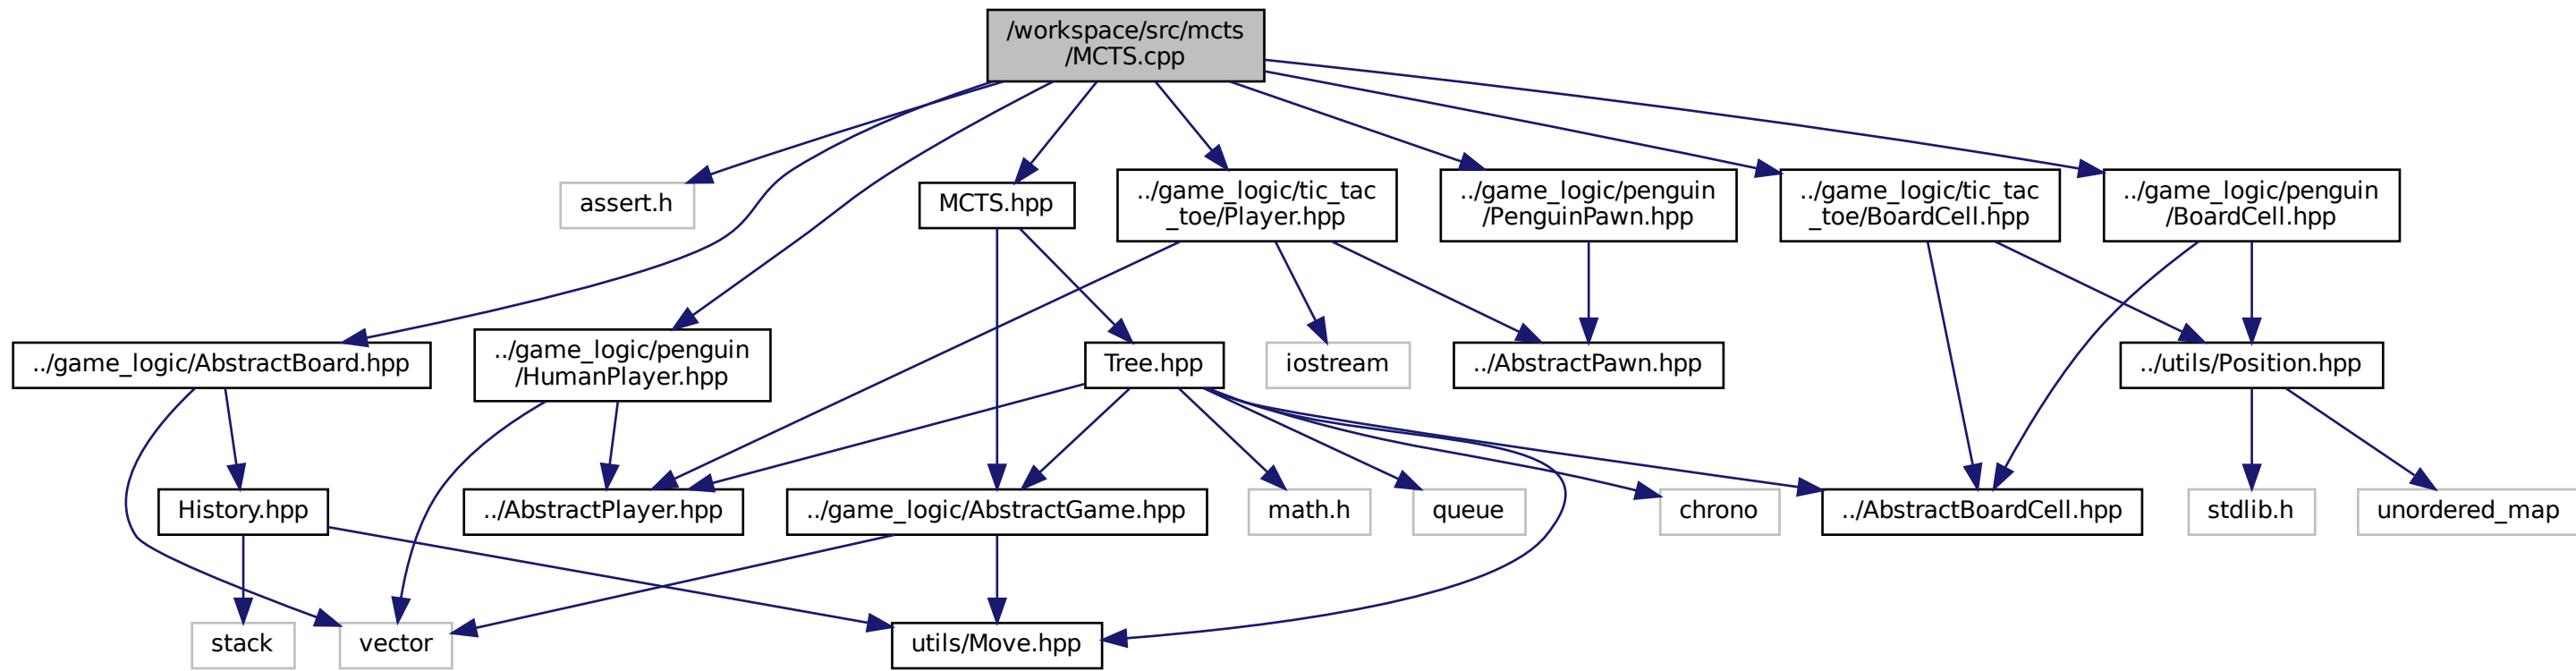 /workspace/src/mcts
/MCTS.cpp
assert.h
MCTS.hpp
../game_logic/tic_tac
_toe/Player.hpp
../game_logic/penguin
/PenguinPawn.hpp
../game_logic/tic_tac
_toe/BoardCell.hpp
../game_logic/penguin
/BoardCell.hpp
../game_logic/AbstractBoard.hpp
../game_logic/penguin
/HumanPlayer.hpp
Tree.hpp
iostream
../AbstractPawn.hpp
../utils/Position.hpp
History.hpp
../AbstractPlayer.hpp
../game_logic/AbstractGame.hpp
math.h
queue
chrono
../AbstractBoardCell.hpp
stdlib.h
unordered_map
stack
vector
utils/Move.hpp